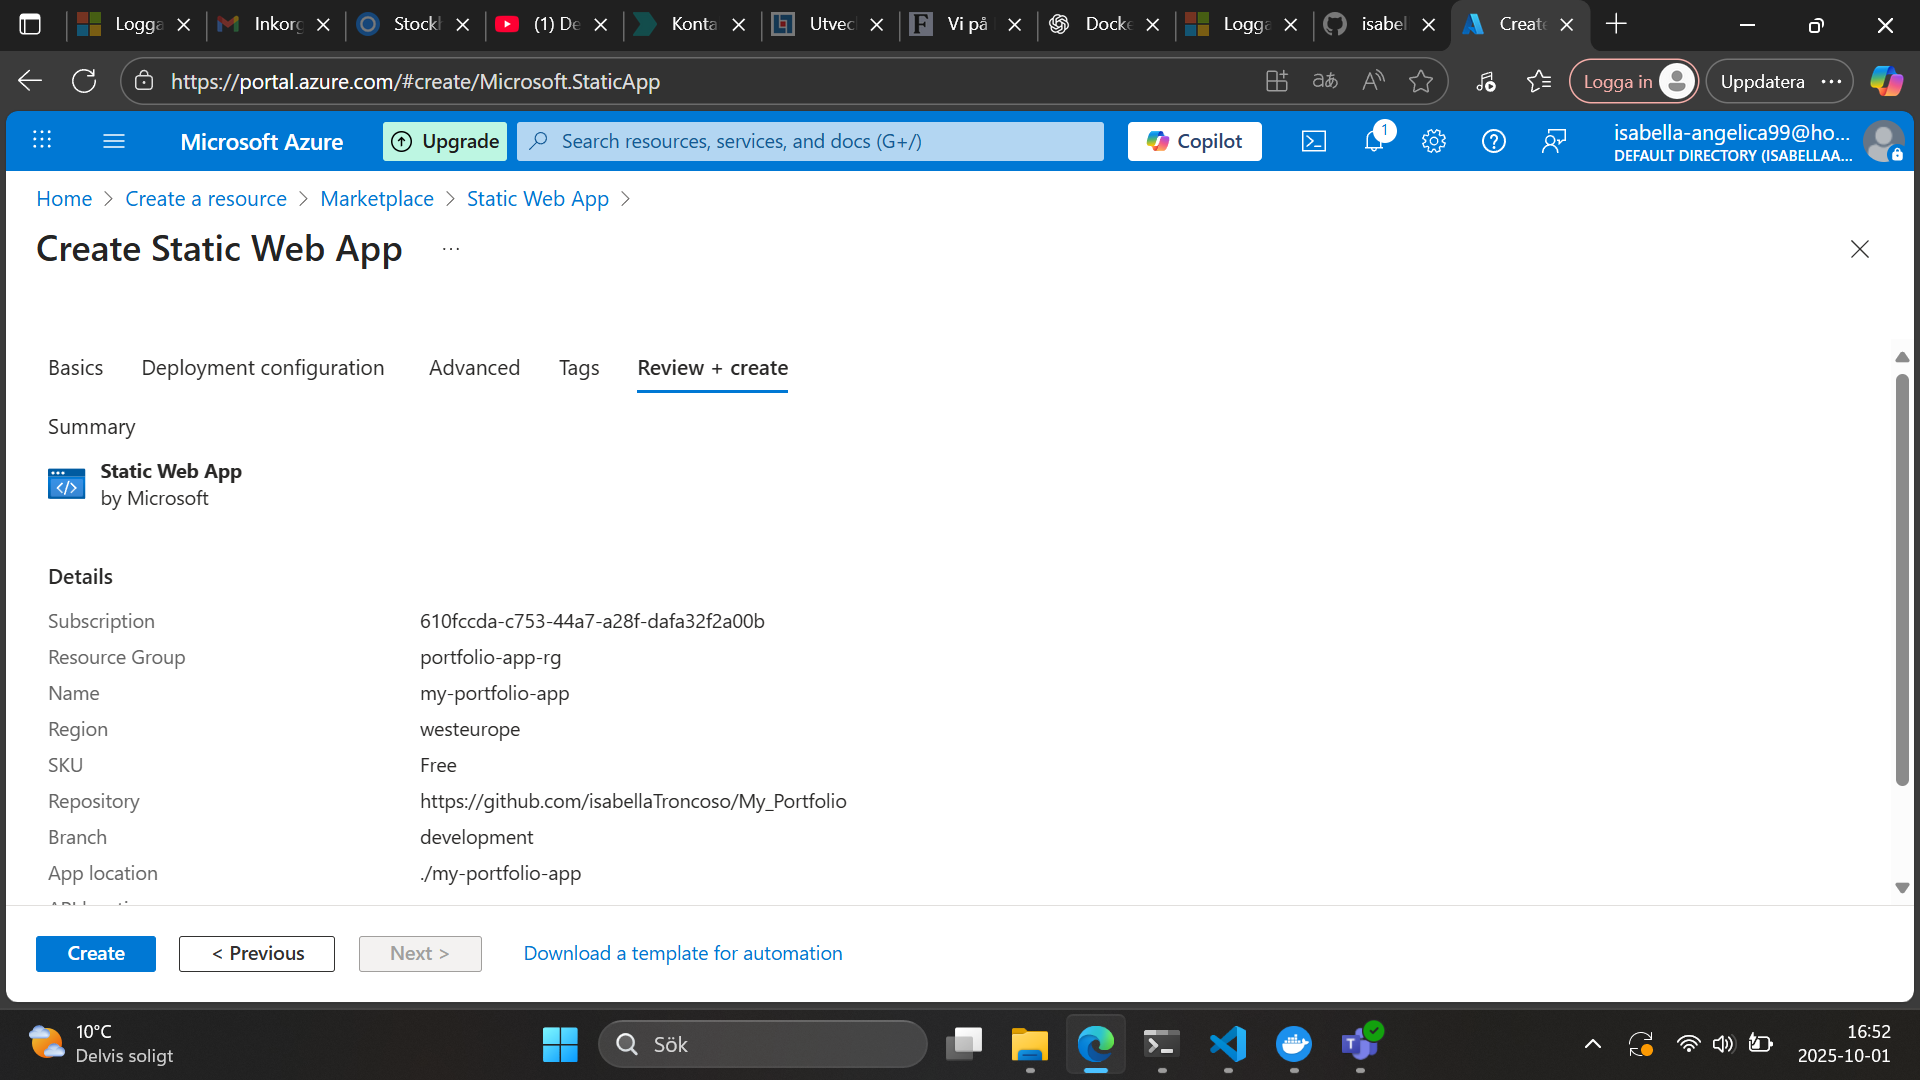 Logga
Inkorg
Stockh
(1) De
Konta
Utvec
Vi på
Docke
Logga
isabel
Create
https://portal.azure.com/#create/Microsoft.StaticApp
Logga in
Uppdatera
Microsoft Azure
Upgrade
Search resources, services, and docs (G+/)
Copilot
1
isabella-angelica99@ho...
DEFAULT DIRECTORY (ISABELLAA...
Home > Create a resource > Marketplace > Static Web App >
Create Static Web App ...
Basics
Deployment configuration
Advanced
Tags
Review + create
Summary
Static Web App
by Microsoft
Details
Subscription 610fccda-c753-44a7-a28f-dafa32f2a00b
Resource Group portfolio-app-rg
Name my-portfolio-app
Region westeurope
SKU Free
Repository https://github.com/isabellaTroncoso/My_Portfolio
Branch development
App location ./my-portfolio-app
Create
< Previous
Next >
Download a template for automation
10°C
Delvis soligt
Sök
16:52
2025-10-01